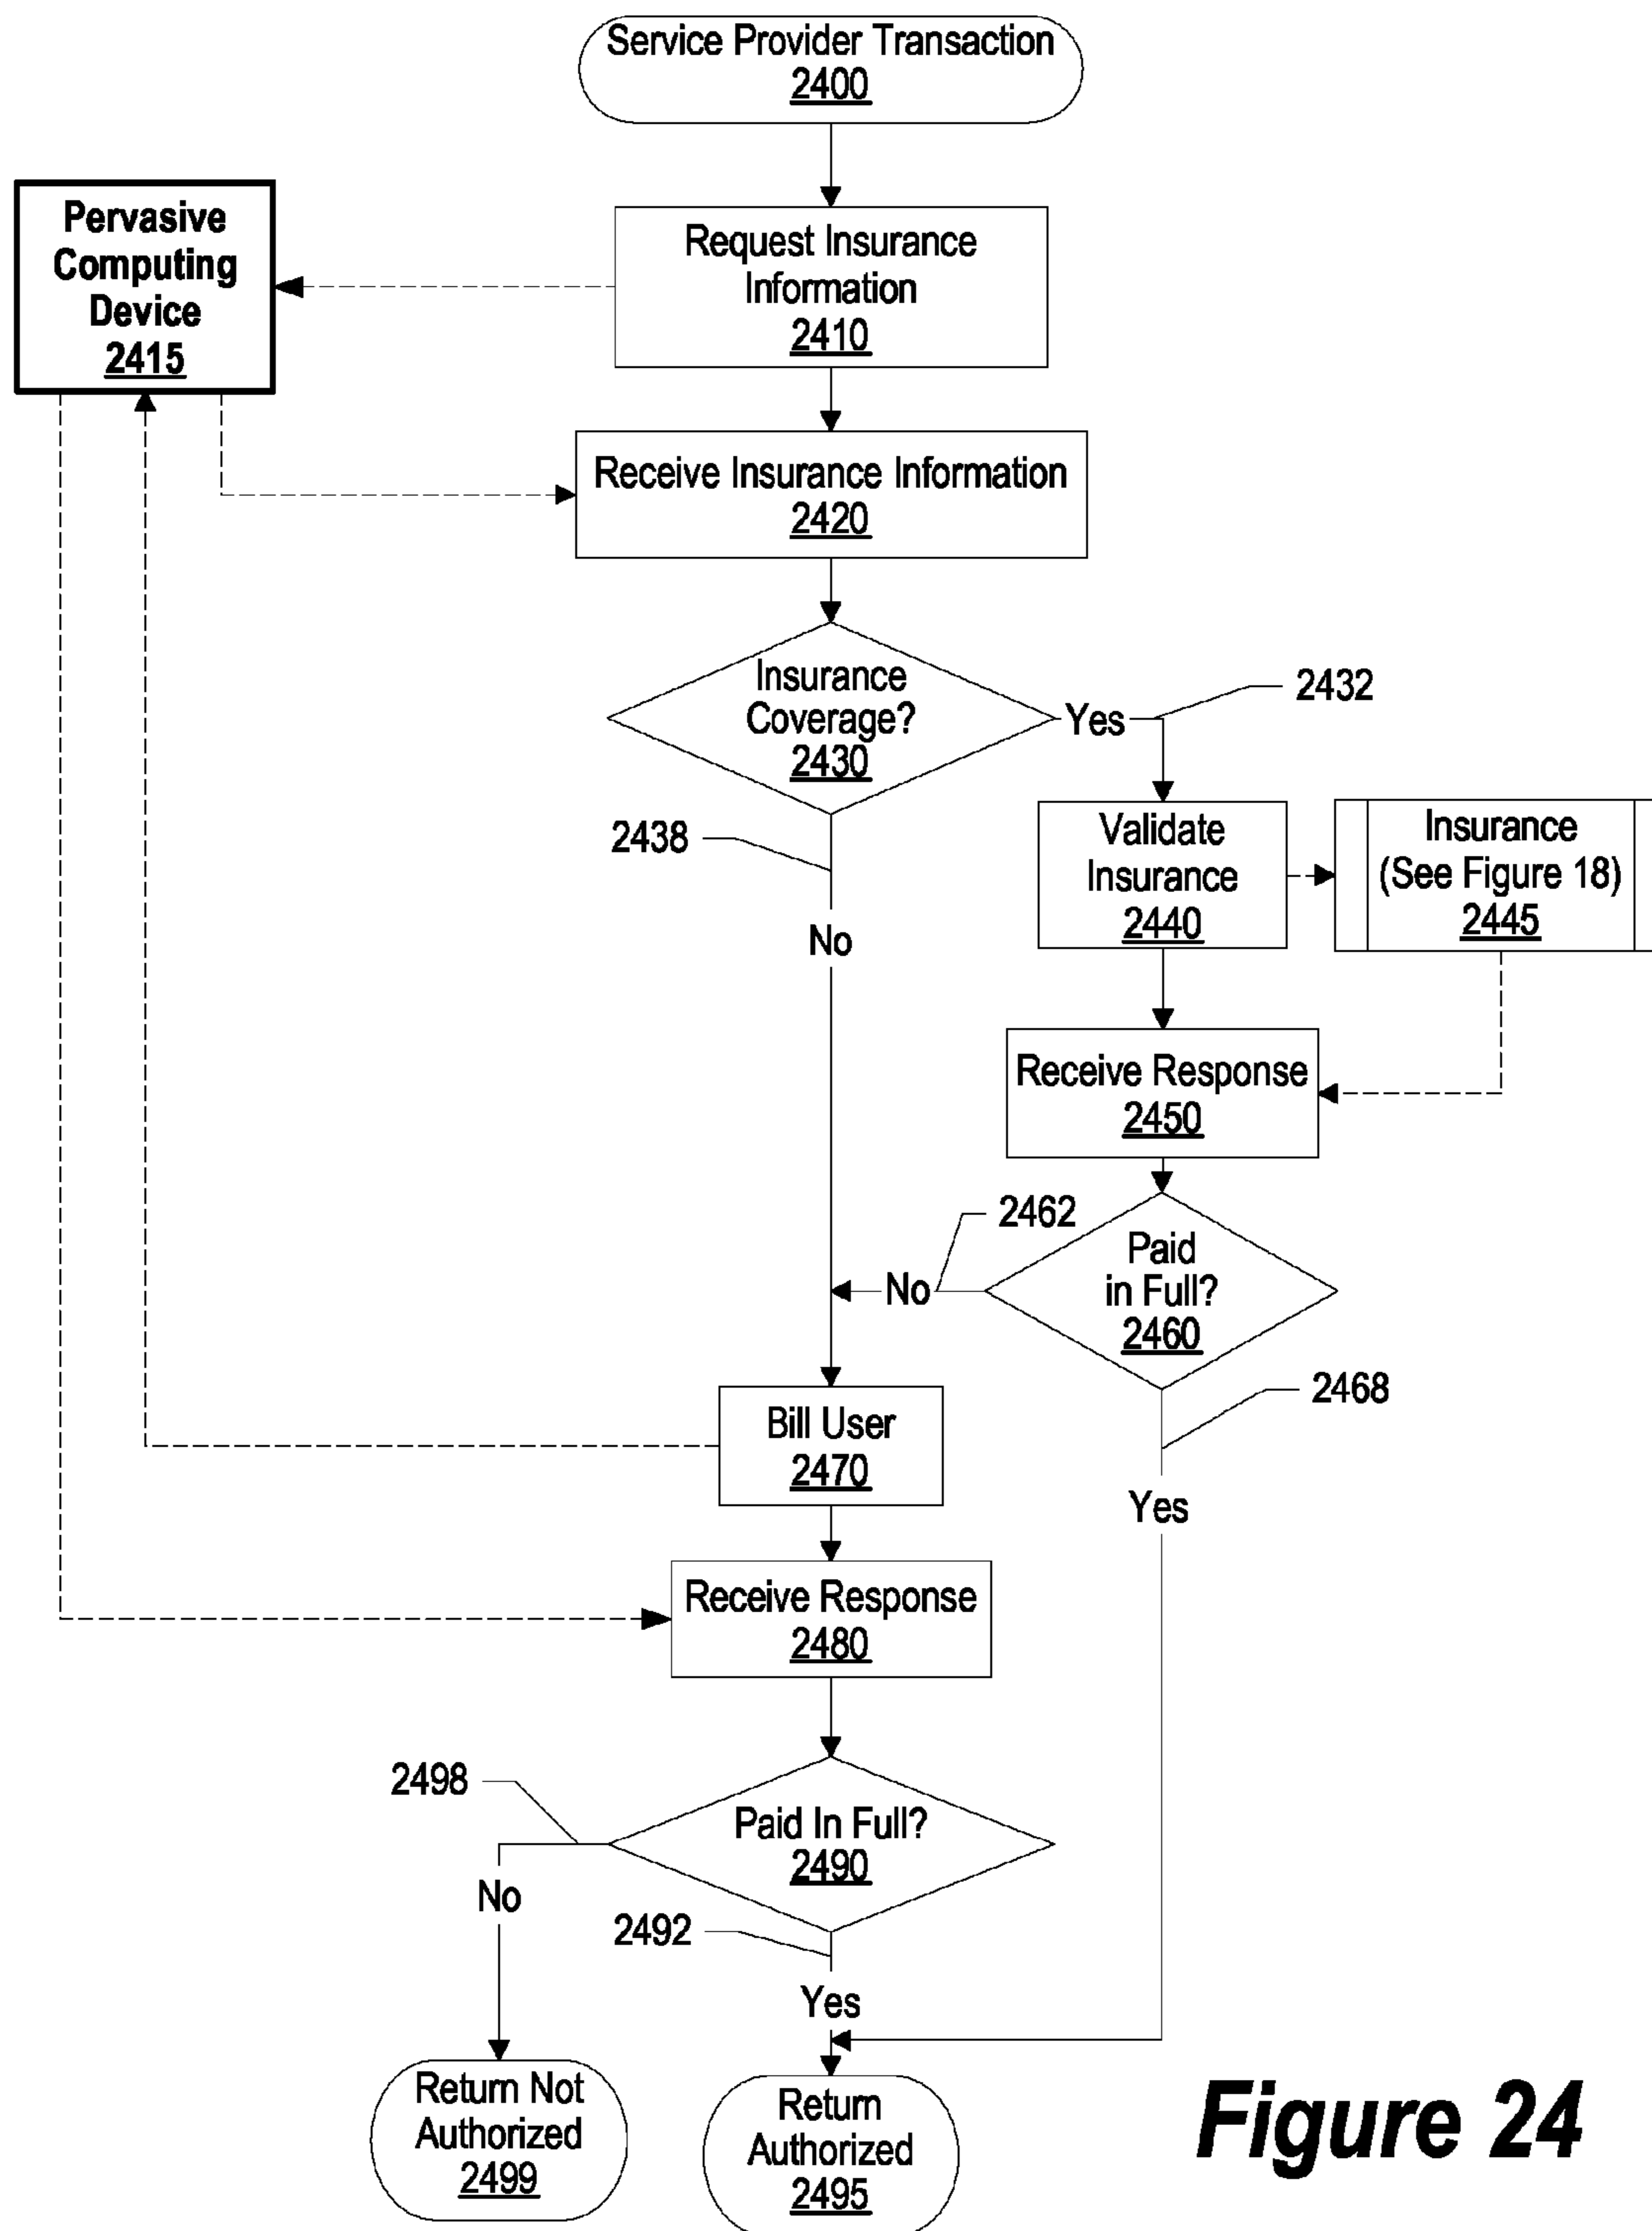 Service Provider Transaction
2400
Pervasive
Computing
Device
2415
Request Insurance
Information
2410
Receive Insurance Information
2420
Insurance
Coverage?
2430
Yes
2432
2438
No
Validate
Insurance
2440
Insurance
(See Figure 18)
2445
Receive Response
2450
2462
No
Paid
in Full?
2460
2468
Yes
Bill User
2470
Receive Response
2480
2498
Paid In Full?
2490
No
2492
Yes
Return Not
Authorized
2499
Return
Authorized
2495
Figure 24